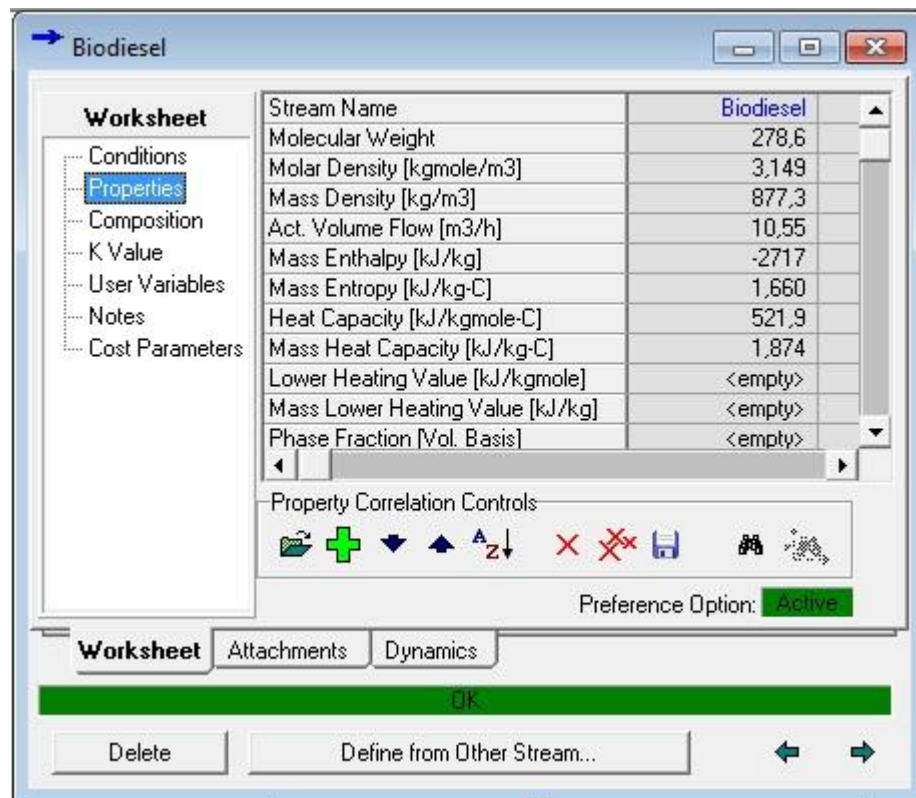 Biodiesel
Worksheet
Conditions
Properties
Composition
K Value
User Variables
Notes
Cost Parameters
Stream Name Biodiesel
Molecular Weight 278,6
Molar Density [kgmole/m3] 3,149
Mass Density [kg/m3] 877,3
Act. Volume Flow [m3/h] 10,55
Mass Enthalpy [kJ/kg] -2717
Mass Entropy [kJ/kg-C] 1,660
Heat Capacity [kJ/kgmole-C] 521,9
Mass Heat Capacity [kJ/kg-C] 1,874
Lower Heating Value [kJ/kgmole] <empty>
Mass Lower Heating Value [kJ/kg] <empty>
Phase Fraction [Vol. Basis] <empty>
Property Correlation Controls
A
Z
Preference Option: Active
Worksheet Attachments Dynamics
OK
Delete Define from Other Stream...